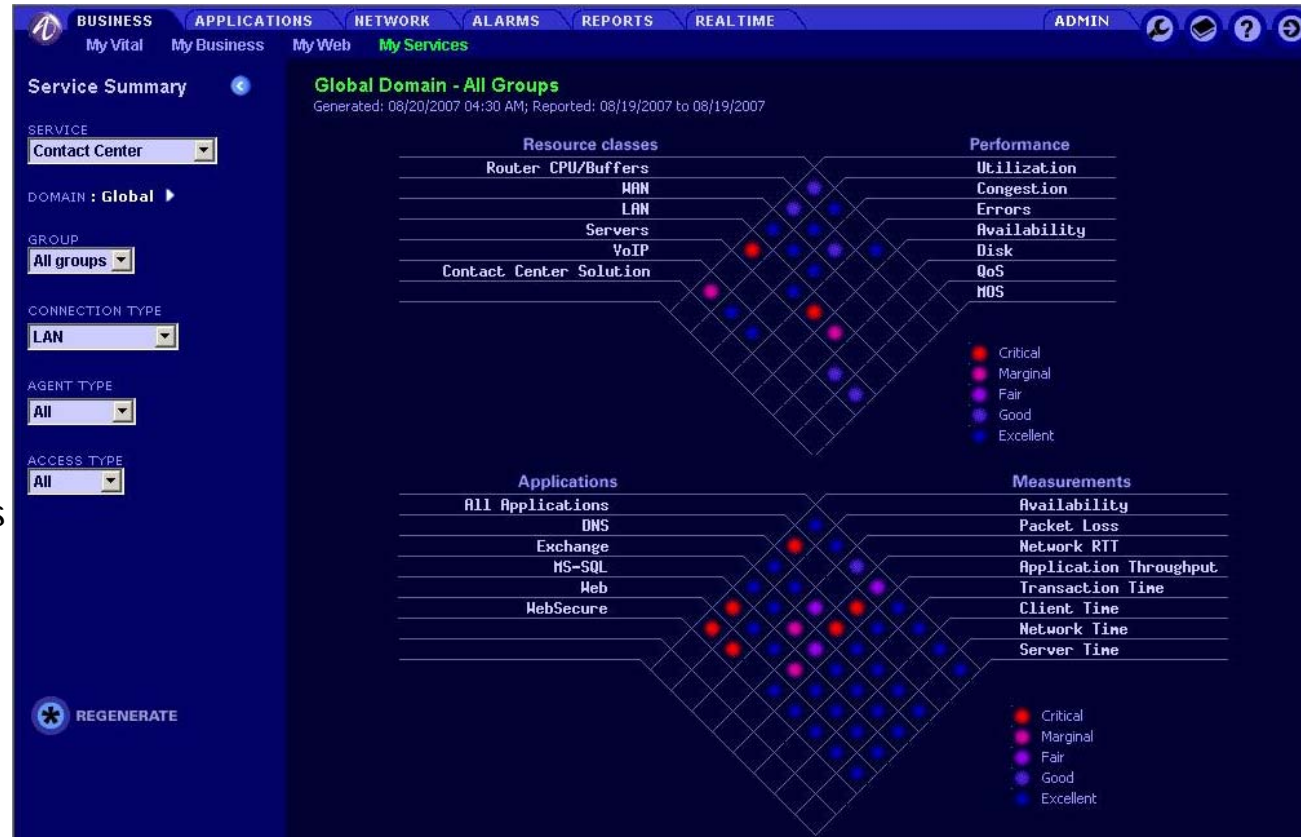 BUSINESS APPLICATIONS NETWORK ALARMS REPORTS REALTIME ADMIN
My Vital My Business My Web My Services
Service Summary
SERVICE
Contact Center
DOMAIN : Global
GROUP
All groups
CONNECTION TYPE
LAN
AGENT TYPE
All
ACCESS TYPE
All
REGENERATE
S
Global Domain - All Groups
Generated: 08/20/2007 04:30 AM; Reported: 08/19/2007 to 08/19/2007
Resource classes
Router CPU/Buffers
WAN
LAN
Servers
VoIP
Contact Center Solution
Performance
Utilization
Congestion
Errors
Availability
Disk
QoS
MOS
Critical
Marginal
Fair
Good
Excellent
Applications
All Applications
DNS
Exchange
MS-SQL
Web
WebSecure
Measurements
Availability
Packet Loss
Network RTT
Application Throughput
Transaction Time
Client Time
Network Time
Server Time
Critical
Marginal
Fair
Good
Excellent